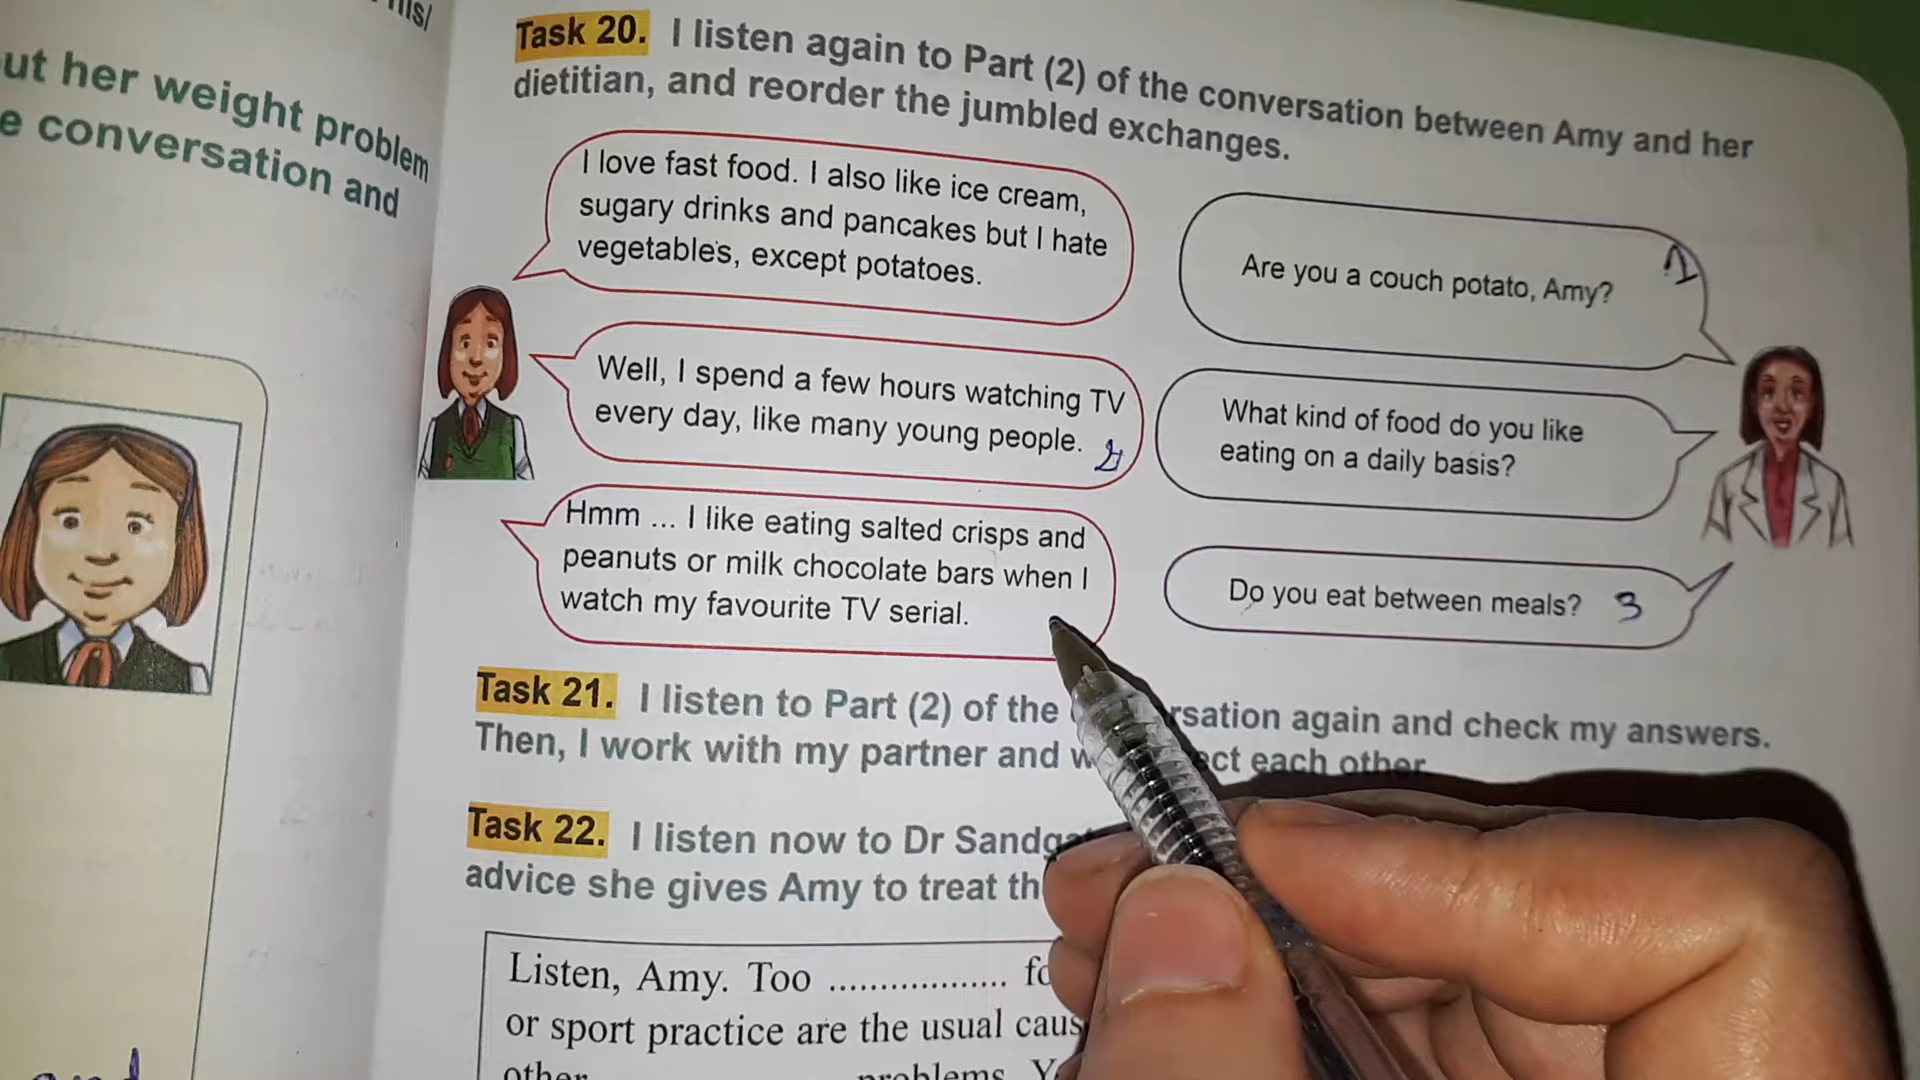 ut her weight problem
e conversation and
Task 20. I listen again to Part (2) of the conversation between Amy and her
dietitian, and reorder the jumbled exchanges.
I love fast food. I also like ice cream,
sugary drinks and pancakes but I hate
vegetables, except potatoes.
Are you a couch potato, Amy? 1
Well, I spend a few hours watching TV
every day, like many young people. 2
What kind of food do you like
eating on a daily basis?
Hmm ... I like eating salted crisps and
peanuts or milk chocolate bars when I
watch my favourite TV serial.
Do you eat between meals? 3
Task 21. I listen to Part (2) of the rsation again and check my answers.
Then, I work with my partner and w ct each other.
Task 22. I listen now to Dr Sandga
advice she gives Amy to treat th
Listen, Amy. Too .................. fo
or sport practice are the usual caus
other problems. Y